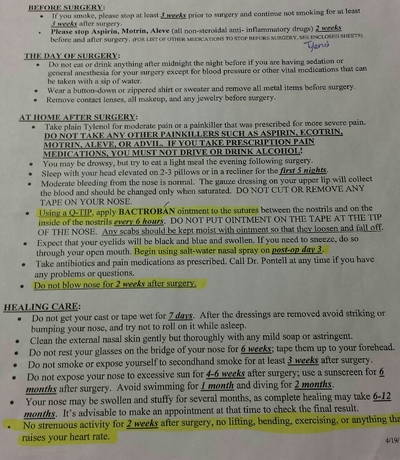 BEFORE SURGERY:
• If you smoke, please stop at least 3 weeks prior to surgery and continue not smoking for at least
3 weeks after surgery.
• Please stop Aspirin, Motrin, Aleve (all non-steroidal anti- inflammatory drugs) 2 weeks
before and after surgery. (FOR LIST OF OTHER MEDICATIONS TO STOP BEFORE SURGERY, SEE ENCLOSED SHEETS)
THE DAY OF SURGERY:
• Do not eat or drink anything after midnight the night before if you are having sedation or
general anesthesia for your surgery except for blood pressure or other vital medications that can
be taken with a sip of water.
• Wear a button-down or zippered shirt or sweater and remove all metal items before surgery.
• Remove contact lenses, all makeup, and any jewelry before surgery.
AT HOME AFTER SURGERY:
• Take plain Tylenol for moderate pain or a painkiller that was prescribed for more severe pain.
DO NOT TAKE ANY OTHER PAINKILLERS SUCH AS ASPIRIN, ECOTRIN,
MOTRIN, ALEVE, OR ADVIL. IF YOU TAKE PRESCRIPTION PAIN
MEDICATIONS, YOU MUST NOT DRIVE OR DRINK ALCOHOL!
• You may be drowsy, but try to eat a light meal the evening following surgery.
• Sleep with your head elevated on 2-3 pillows or in a recliner for the first 5 nights.
• Moderate bleeding from the nose is normal. The gauze dressing on your upper lip will collect
the blood and should be changed only when saturated. DO NOT CUT OR REMOVE ANY
TAPE ON YOUR NOSE.
• Using a Q-TIP, apply BACTROBAN ointment to the sutures between the nostrils and on the
inside of the nostrils every 6 hours. DO NOT PUT OINTMENT ON THE TAPE AT THE TIP
OF THE NOSE. Any scabs should be kept moist with ointment so that they loosen and fall off.
• Expect that your eyelids will be black and blue and swollen. If you need to sneeze, do so
through your open mouth. Begin using salt-water nasal spray on post-op day 3.
• Take antibiotics and pain medications as prescribed. Call Dr. Pontell at any time if you have
any problems or questions.
• Do not blow nose for 2 weeks after surgery.
HEALING CARE:
• Do not get your cast or tape wet for 7 days. After the dressings are removed avoid striking or
bumping your nose, and try not to roll on it while asleep.
• Clean the external nasal skin gently but thoroughly with any mild soap or astringent.
• Do not rest your glasses on the bridge of your nose for 6 weeks; tape them up to your forehead.
• Do not smoke or expose yourself to secondhand smoke for at least 3 weeks after surgery.
• Do not expose your nose to excessive sun for 4-6 weeks after surgery; use a sunscreen for 6
months after surgery. Avoid swimming for 1 month and diving for 2 months.
• Your nose may be swollen and stuffy for several months, as complete healing may take 6-12
months. It's advisable to make an appointment at that time to check the final result.
• No strenuous activity for 2 weeks after surgery, no lifting, bending, exercising, or anything tha
raises your heart rate.
4/19/